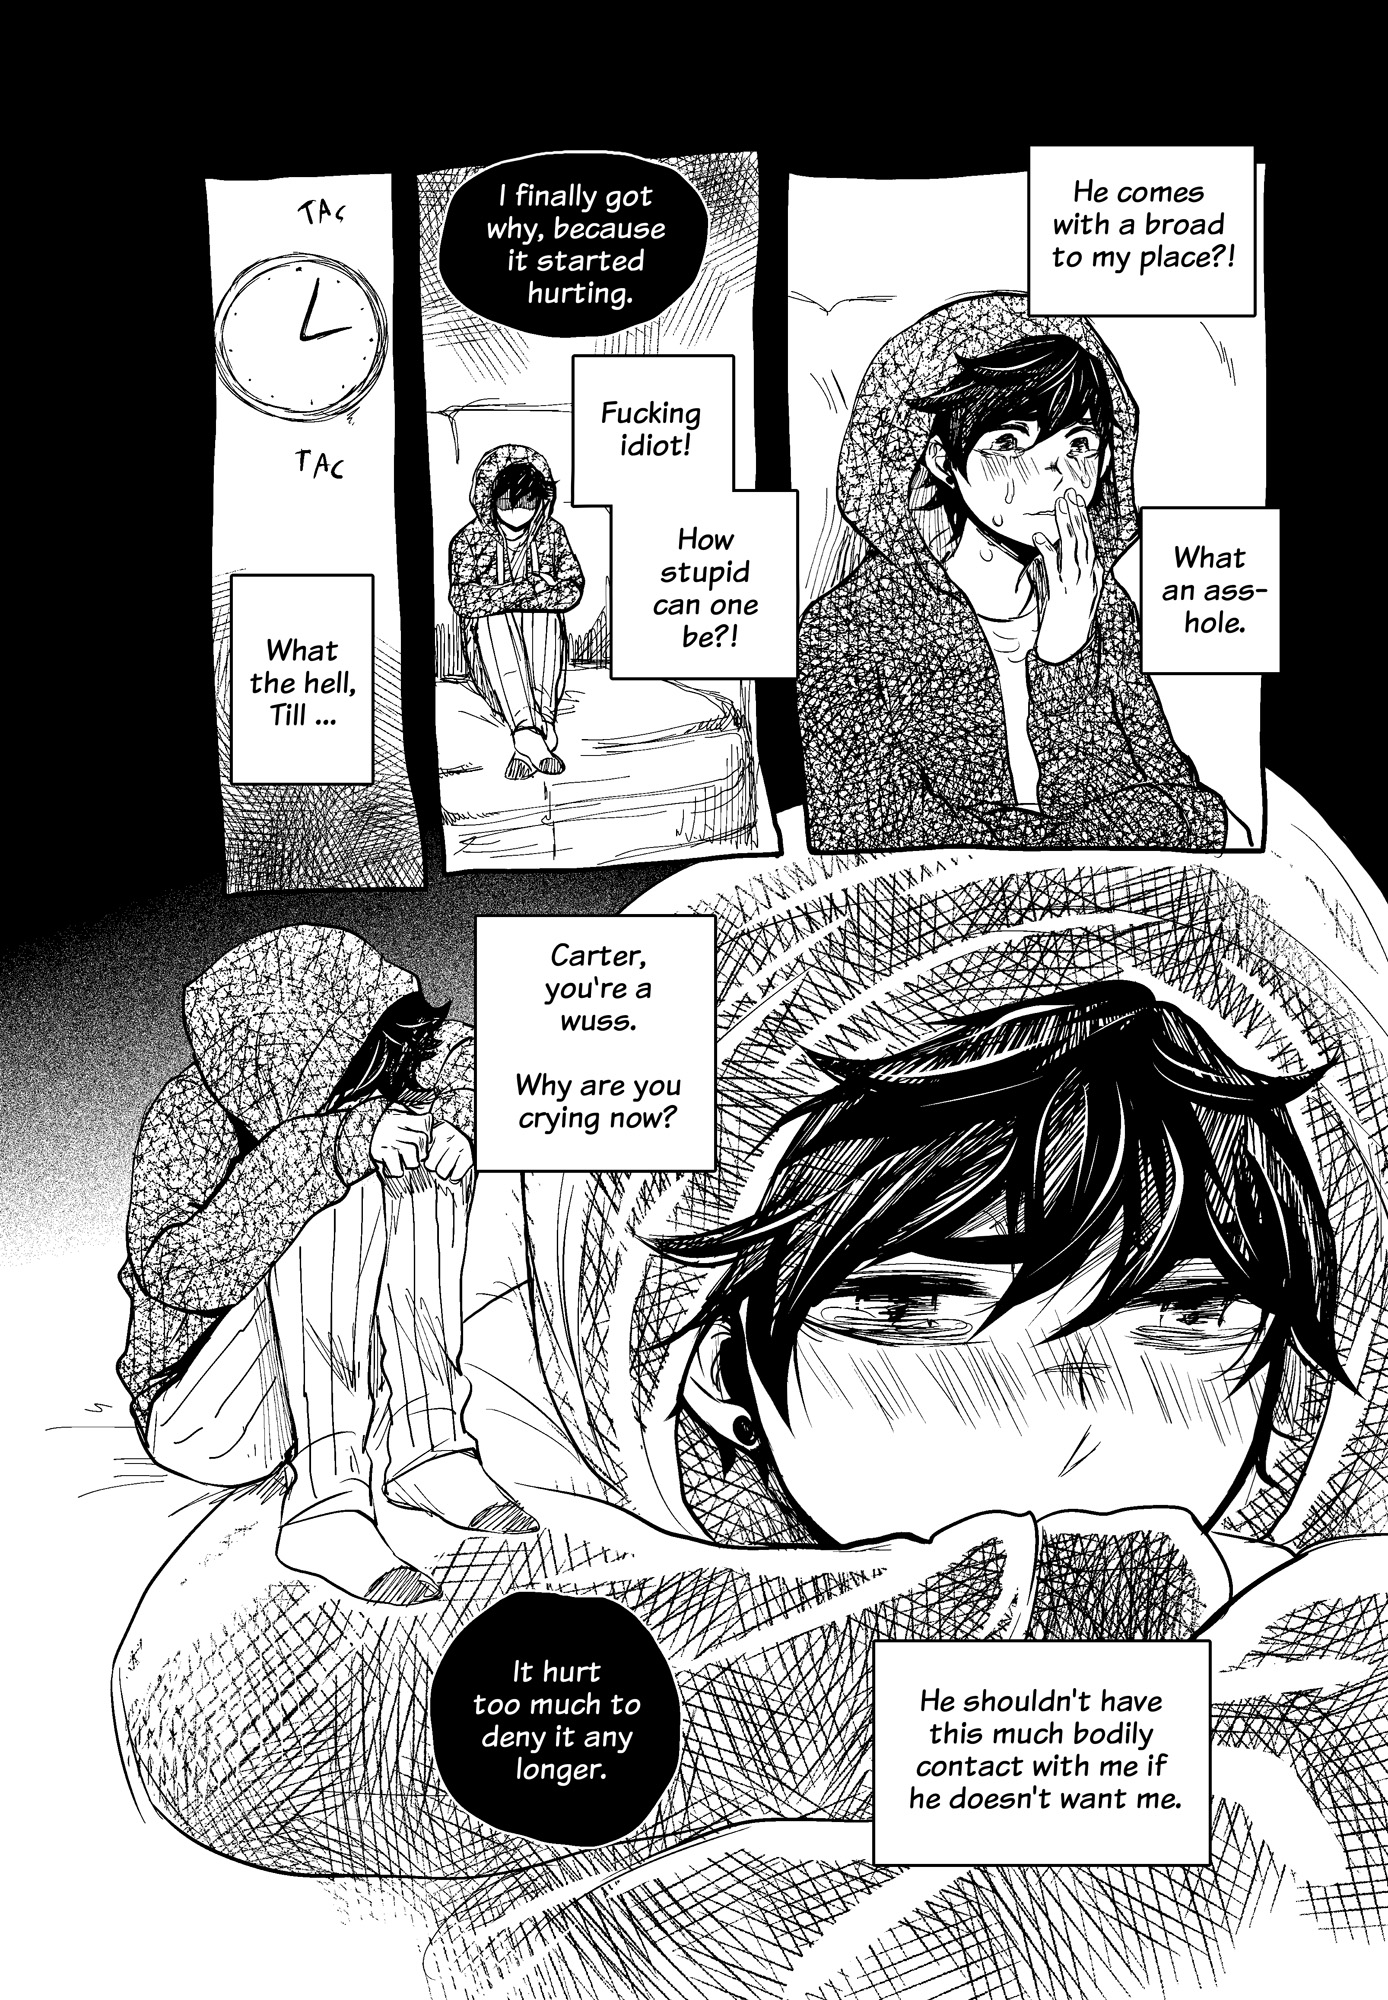 TAC
TAC
What
the hell,
Till ...
I finally got
why, because
it started
hurting.
Fucking
idiot!
How
stupid
can one
be?!
He comes
with a broad
to my place?!
What
an ass-
hole.
Carter,
you're a
wuss.
Why are you
crying now?
It hurt
too much to
deny it any
longer.
He shouldn't have
this much bodily
contact with me if
he doesn't want me.